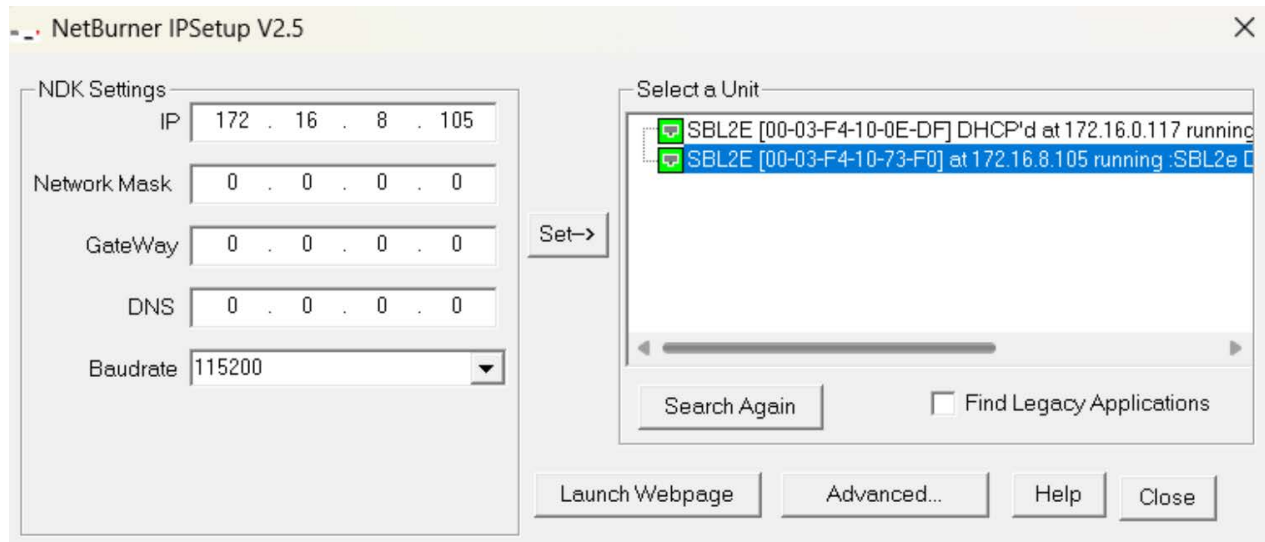 NetBurner IPSetup V2.5
NDK Settings
IP 172 . 16 . 8 . 105
Network Mask 0 . 0 . 0 . 0
GateWay 0 . 0 . 0 . 0
DNS 0 . 0 . 0 . 0
Baudrate 115200
Set-->
Select a Unit
SBL2E [00-03-F4-10-0E-DF] DHCP'd at 172.16.0.117 running
SBL2E [00-03-F4-10-73-F0] at 172.16.8.105 running :SBL2e
Search Again
Find Legacy Applications
Launch Webpage
Advanced...
Help
Close